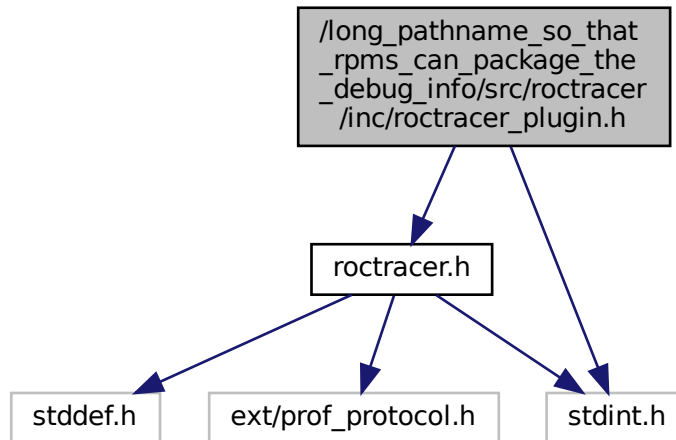 /long_pathname_so_that
_rpms_can_package_the
_debug_info/src/roctracer
/inc/roctracer_plugin.h
roctracer.h
stddef.h
ext/prof_protocol.h
stdint.h